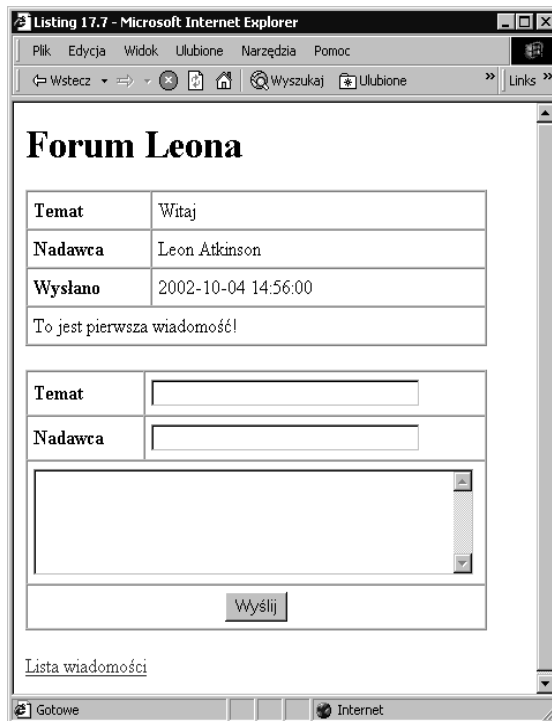 Listing 17.7 - Microsoft Internet Explorer
Plik Edycja Widok Ulubione Narzędzia Pomoc
Wstecz Wyszukaj Ulubione » Links »
Forum Leona
Temat Witaj
Nadawca Leon Atkinson
Wysłano 2002-10-04 14:56:00
To jest pierwsza wiadomość!
Temat
Nadawca
Wyślij
Lista wiadomości
Gotowe Internet